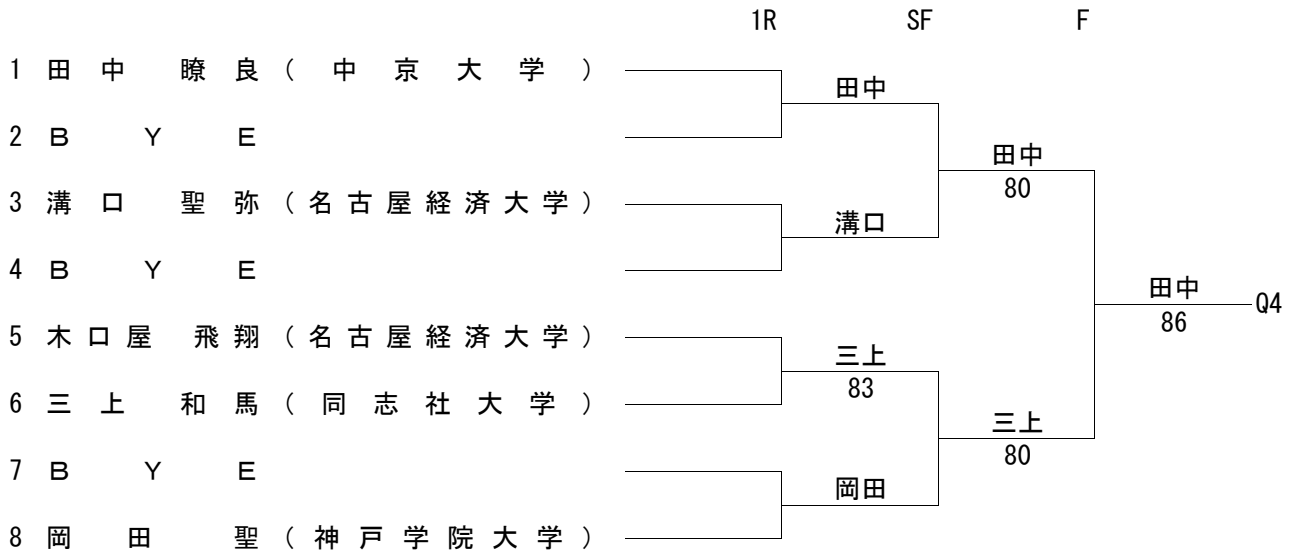 1R SF F
1 田中 瞭良 (中京大学)
田中
2 BYE
田中
80
3 溝口 聖弥 (名古屋経済大学)
溝口
4 BYE
田中
86
Q4
5 木口屋 飛翔 (名古屋経済大学)
三上
83
6 三上 和馬 (同志社大学)
三上
80
7 BYE
岡田
8 岡田 聖 (神戸学院大学)